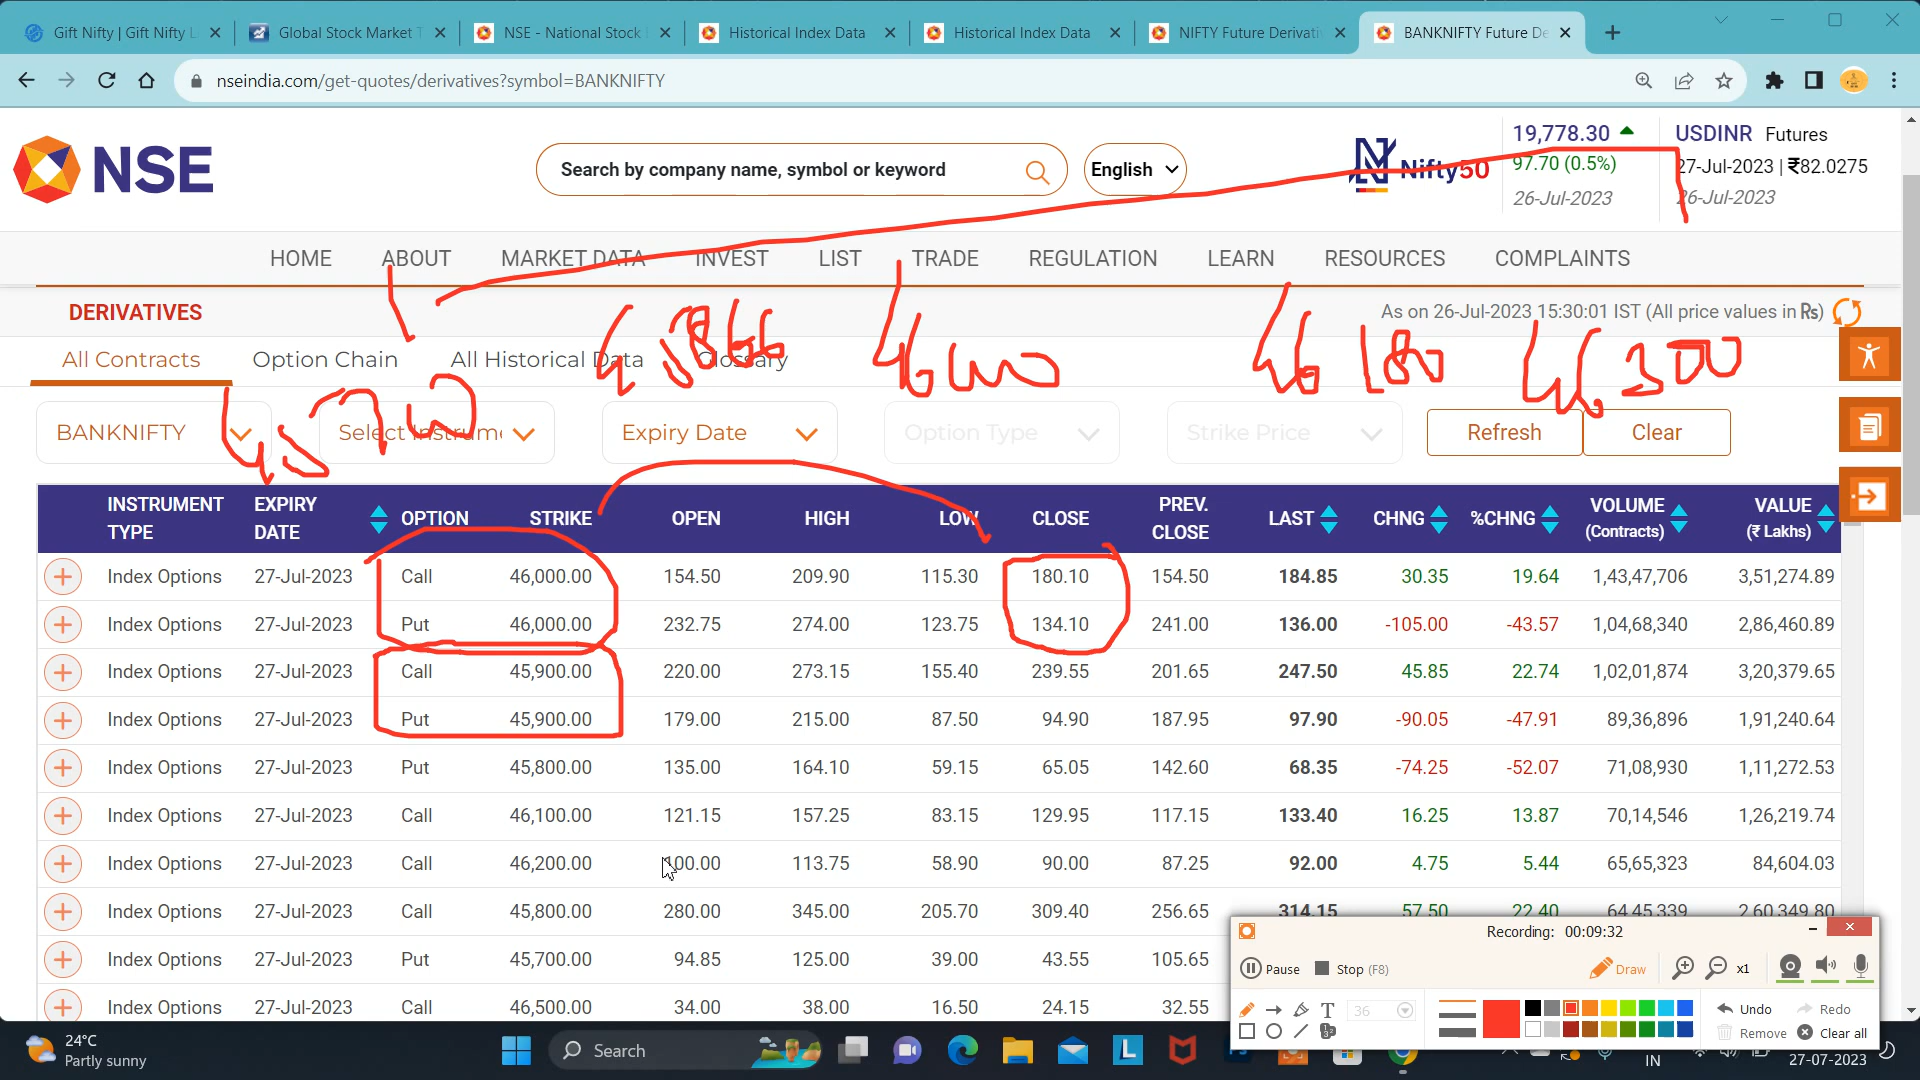 Gift Nifty | Gift Nifty L
Global Stock Market T
NSE - National Stock E
Historical Index Data
Historical Index Data
NIFTY Future Derivati
BANKNIFTY Future De
nseindia.com/get-quotes/derivatives?symbol=BANKNIFTY
NSE
Search by company name, symbol or keyword
English
Nifty50
19,778.30
97.70 (0.5%)
26-Jul-2023
USDINR Futures
27-Jul-2023 | ₹82.0275
26-Jul-2023
HOME ABOUT MARKET DATA INVEST LIST TRADE REGULATION LEARN RESOURCES COMPLAINTS
DERIVATIVES
As on 26-Jul-2023 15:30:01 IST (All price values in Rs)
All Contracts Option Chain All Historical Data Glossary
46 180 46 300
BANKNIFTY Select Instrume Expiry Date Option Type Strike Price Refresh Clear
INSTRUMENT TYPE EXPIRY DATE OPTION STRIKE OPEN HIGH LOW CLOSE PREV. CLOSE LAST CHNG %CHNG VOLUME (Contracts) VALUE (₹ Lakhs)
Index Options 27-Jul-2023 Call 46,000.00 154.50 209.90 115.30 180.10 154.50 184.85 30.35 19.64 1,43,47,706 3,51,274.89
Index Options 27-Jul-2023 Put 46,000.00 232.75 274.00 123.75 134.10 241.00 136.00 -105.00 -43.57 1,04,68,340 2,86,460.89
Index Options 27-Jul-2023 Call 45,900.00 220.00 273.15 155.40 239.55 201.65 247.50 45.85 22.74 1,02,01,874 3,20,379.65
Index Options 27-Jul-2023 Put 45,900.00 179.00 215.00 87.50 94.90 187.95 97.90 -90.05 -47.91 89,36,896 1,91,240.64
Index Options 27-Jul-2023 Put 45,800.00 135.00 164.10 59.15 65.05 142.60 68.35 -74.25 -52.07 71,08,930 1,11,272.53
Index Options 27-Jul-2023 Call 46,100.00 121.15 157.25 83.15 129.95 117.15 133.40 16.25 13.87 70,14,546 1,26,219.74
Index Options 27-Jul-2023 Call 46,200.00 100.00 113.75 58.90 90.00 87.25 92.00 4.75 5.44 65,65,323 84,604.03
Index Options 27-Jul-2023 Call 45,800.00 280.00 345.00 205.70 309.40 256.65 314.15 57.50 22.40 64,45,339 2,60,349.80
Index Options 27-Jul-2023 Put 45,700.00 94.85 125.00 39.00 43.55 105.65
Index Options 27-Jul-2023 Call 46,500.00 34.00 38.00 16.50 24.15 32.55
Recording: 00:09:32
Pause Stop (F8) Draw x1
T 36 Undo Redo
Remove Clear all
24°C
Partly sunny
Search
IN
27-07-2023